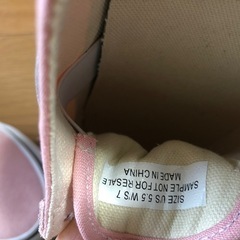 SIZE US 5.5 W'S 7
SAMPLE NOT FOR RESALE
MADE IN CHINA